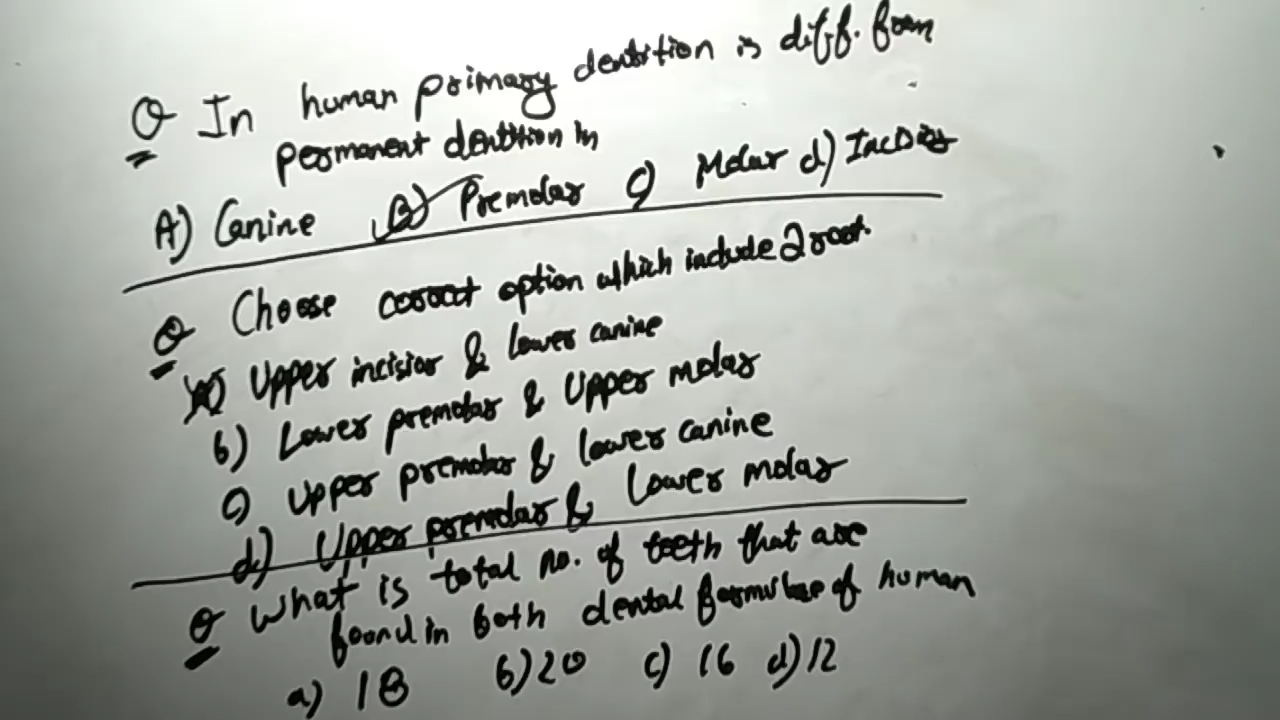 Q In human primary dentition is diff. from
permanent dentition in
A) Canine B) Premolar C) Molar d) Incisior
Q Choose correct option which include 2 root.
A) Upper incisior & lower canine
b) Lower premolar & Upper molar
c) Upper premolar & lower canine
d) Upper premolar & Lower molar
Q What is total no. of teeth that are
found in both dental formulae of human
a) 18 b) 20 c) 16 d) 12